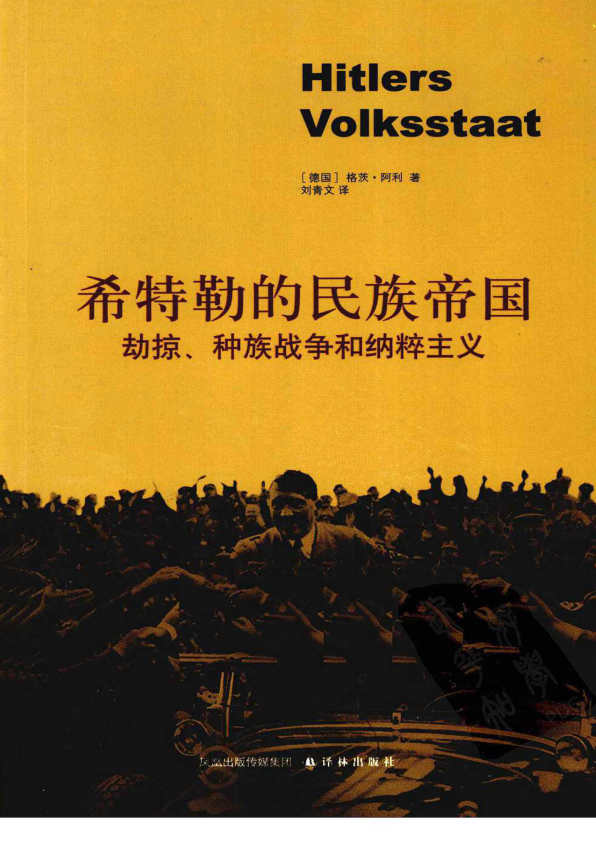 Hitlers
Volksstaat
[德国] 格茨·阿利 著
刘青文 译
希特勒的民族帝国
劫掠、种族战争和纳粹主义
凤凰出版传媒集团 译林出版社